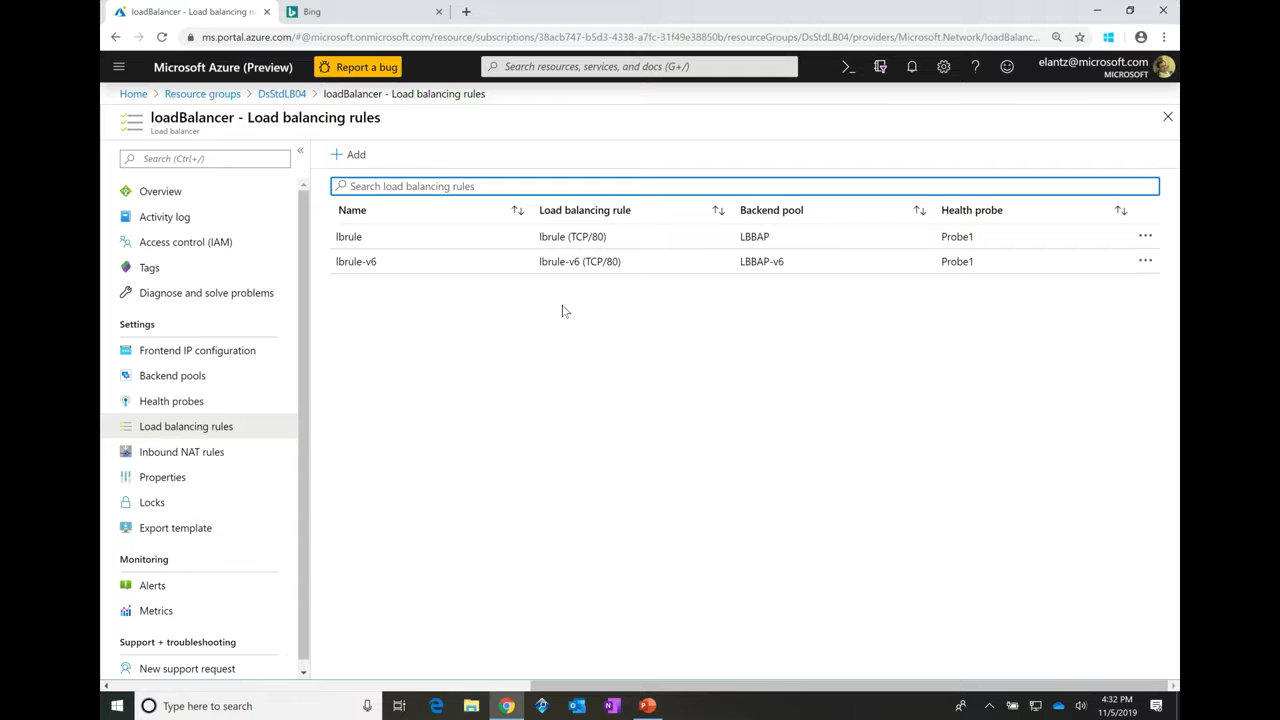 loadBalancer - Load balancing rules
Bing
ms.portal.azure.com/#@microsoft.onmicrosoft.com/resource/subscriptions/38acb747-b5d3-4338-a7fc-31f49e38850b/resourceGroups/DsStdLB04/providers/Microsoft.Network/loadBalanc...
Microsoft Azure (Preview)
Report a bug
Search resources, services, and docs (G+/)
elantz@microsoft.com
MICROSOFT
Home > Resource groups > DsStdLB04 > loadBalancer - Load balancing rules
loadBalancer - Load balancing rules
Load balancer
Search (Ctrl+/)
Overview
Activity log
Access control (IAM)
Tags
Diagnose and solve problems
Settings
Frontend IP configuration
Backend pools
Health probes
Load balancing rules
Inbound NAT rules
Properties
Locks
Export template
Monitoring
Alerts
Metrics
Support + troubleshooting
New support request
Add
Search load balancing rules
Name Load balancing rule Backend pool Health probe
lbrule lbrule (TCP/80) LBBAP Probe1
lbrule-v6 lbrule-v6 (TCP/80) LBBAP-v6 Probe1
Type here to search
4:32 PM
11/5/2019